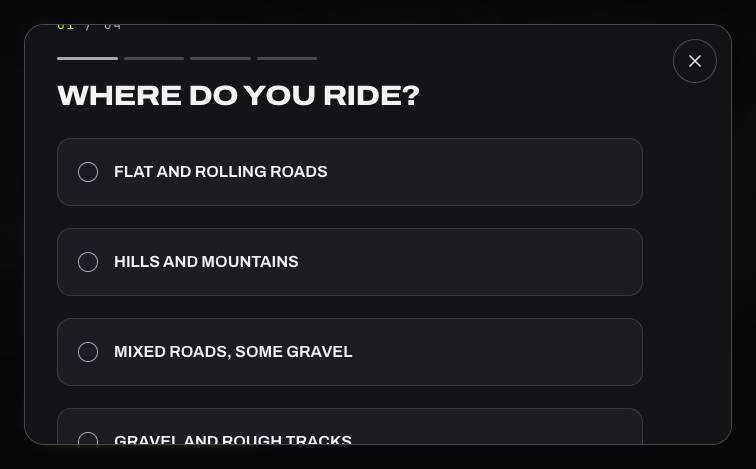 01 / 04
WHERE DO YOU RIDE?
FLAT AND ROLLING ROADS
HILLS AND MOUNTAINS
MIXED ROADS, SOME GRAVEL
GRAVEL AND ROUGH TRACKS